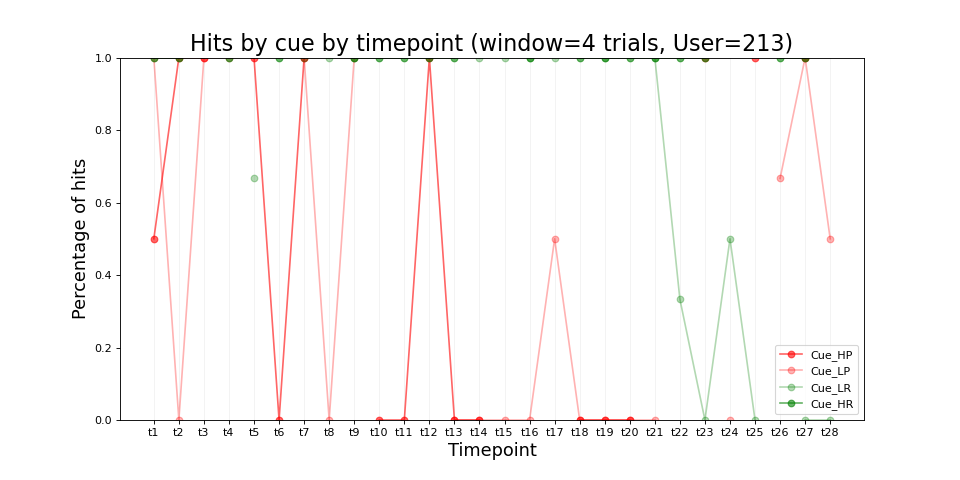 Hits by cue by timepoint (window=4 trials, User=213)
Percentage of hits
1.0
0.8
0.6
0.4
0.2
0.0
Cue_HP
Cue_LP
Cue_LR
Cue_HR
t1 t2 t3 t4 t5 t6 t7 t8 t9 t10 t11 t12 t13 t14 t15 t16 t17 t18 t19 t20 t21 t22 t23 t24 t25 t26 t27 t28
Timepoint